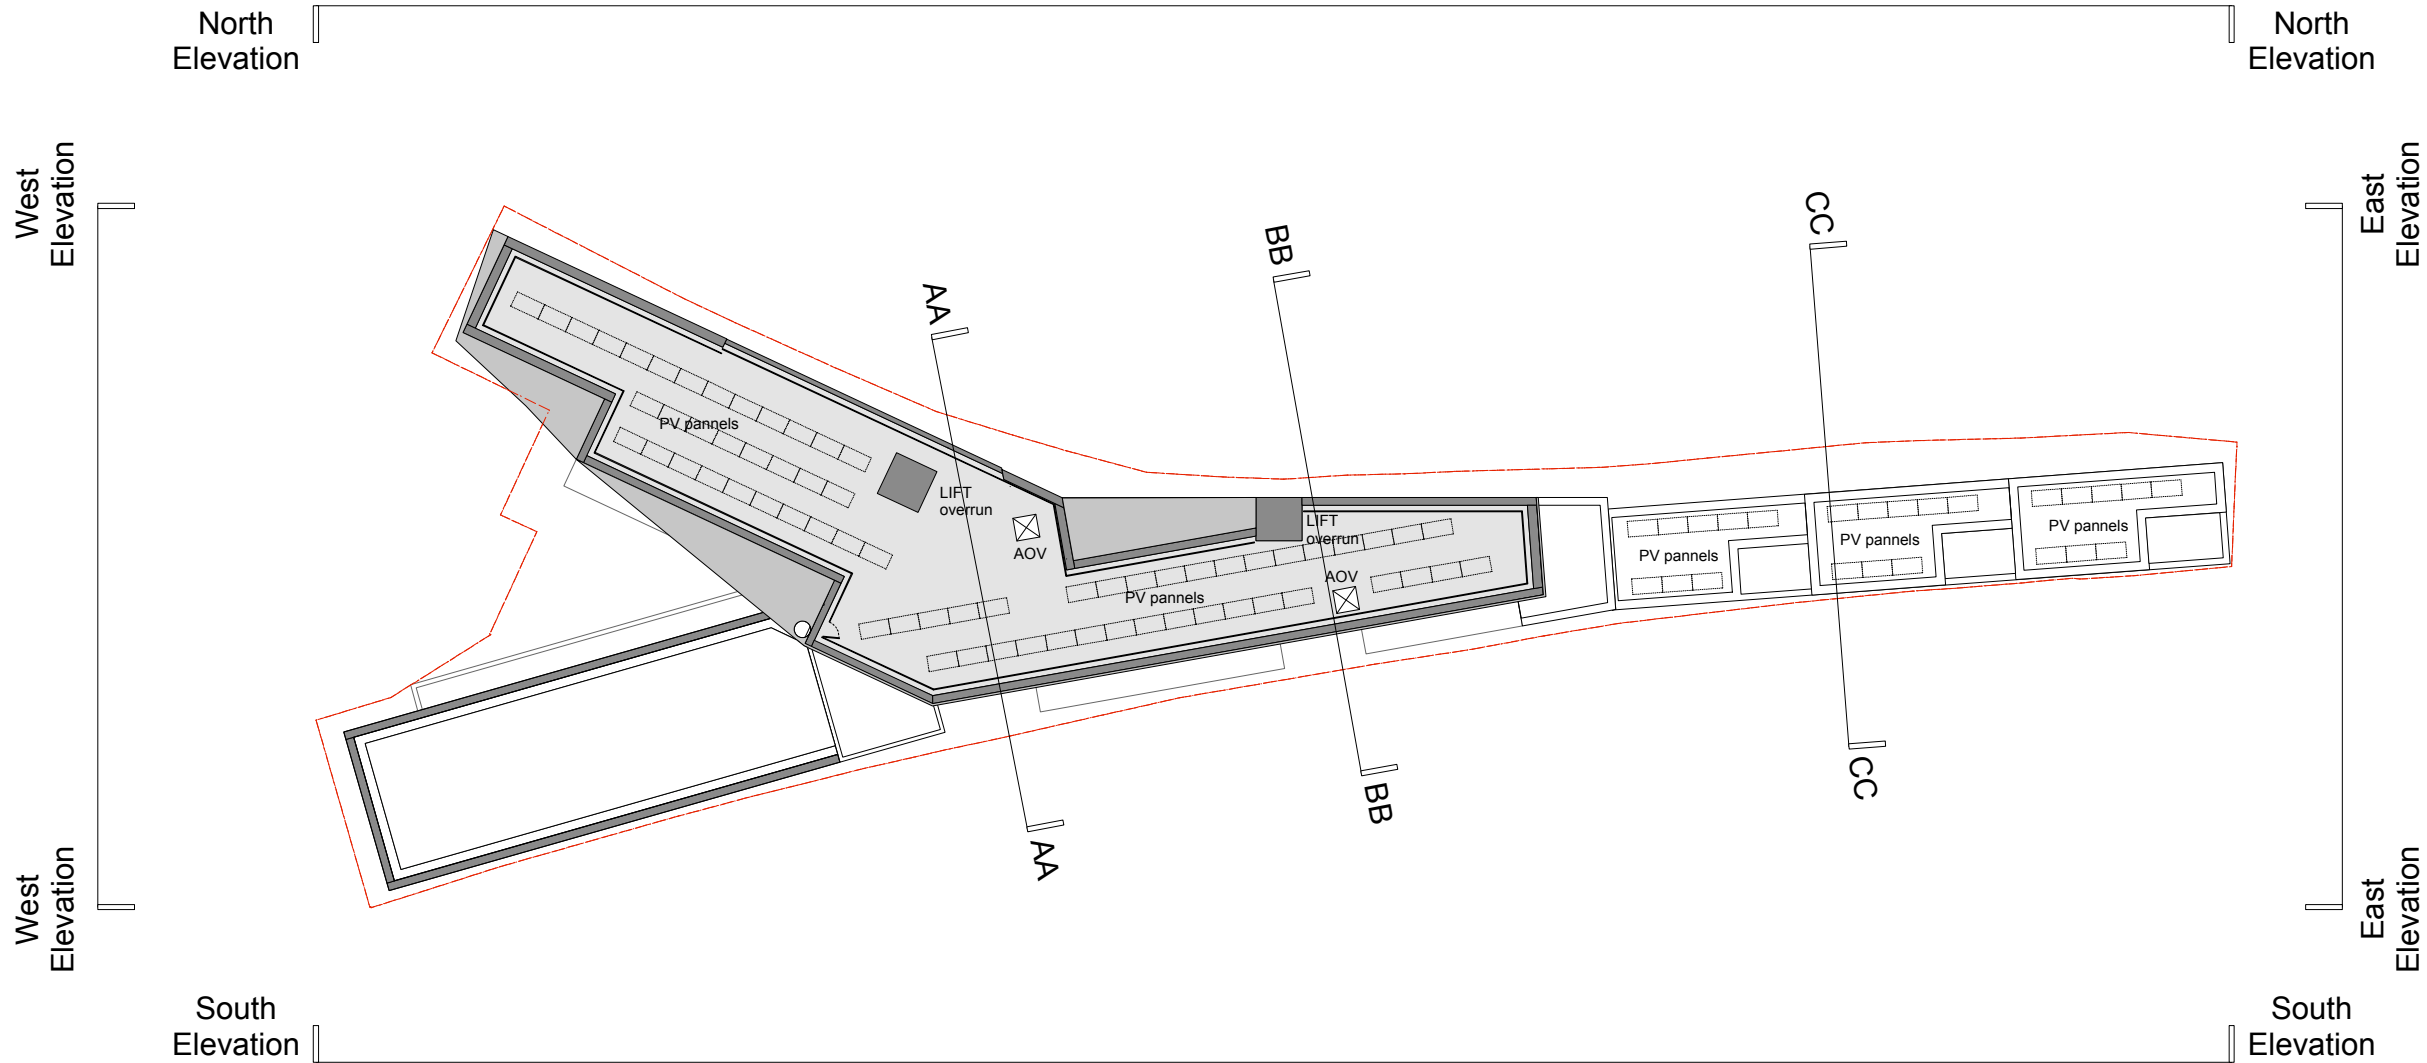 North
Elevation
North
Elevation
West
Elevation
East
Elevation
CC
BB
AA
PV pannels
LIFT
overrun
AOV
LIFT
overrun
AOV
PV pannels
PV pannels
PV pannels
PV pannels
CC
BB
AA
West
Elevation
East
Elevation
South
Elevation
South
Elevation